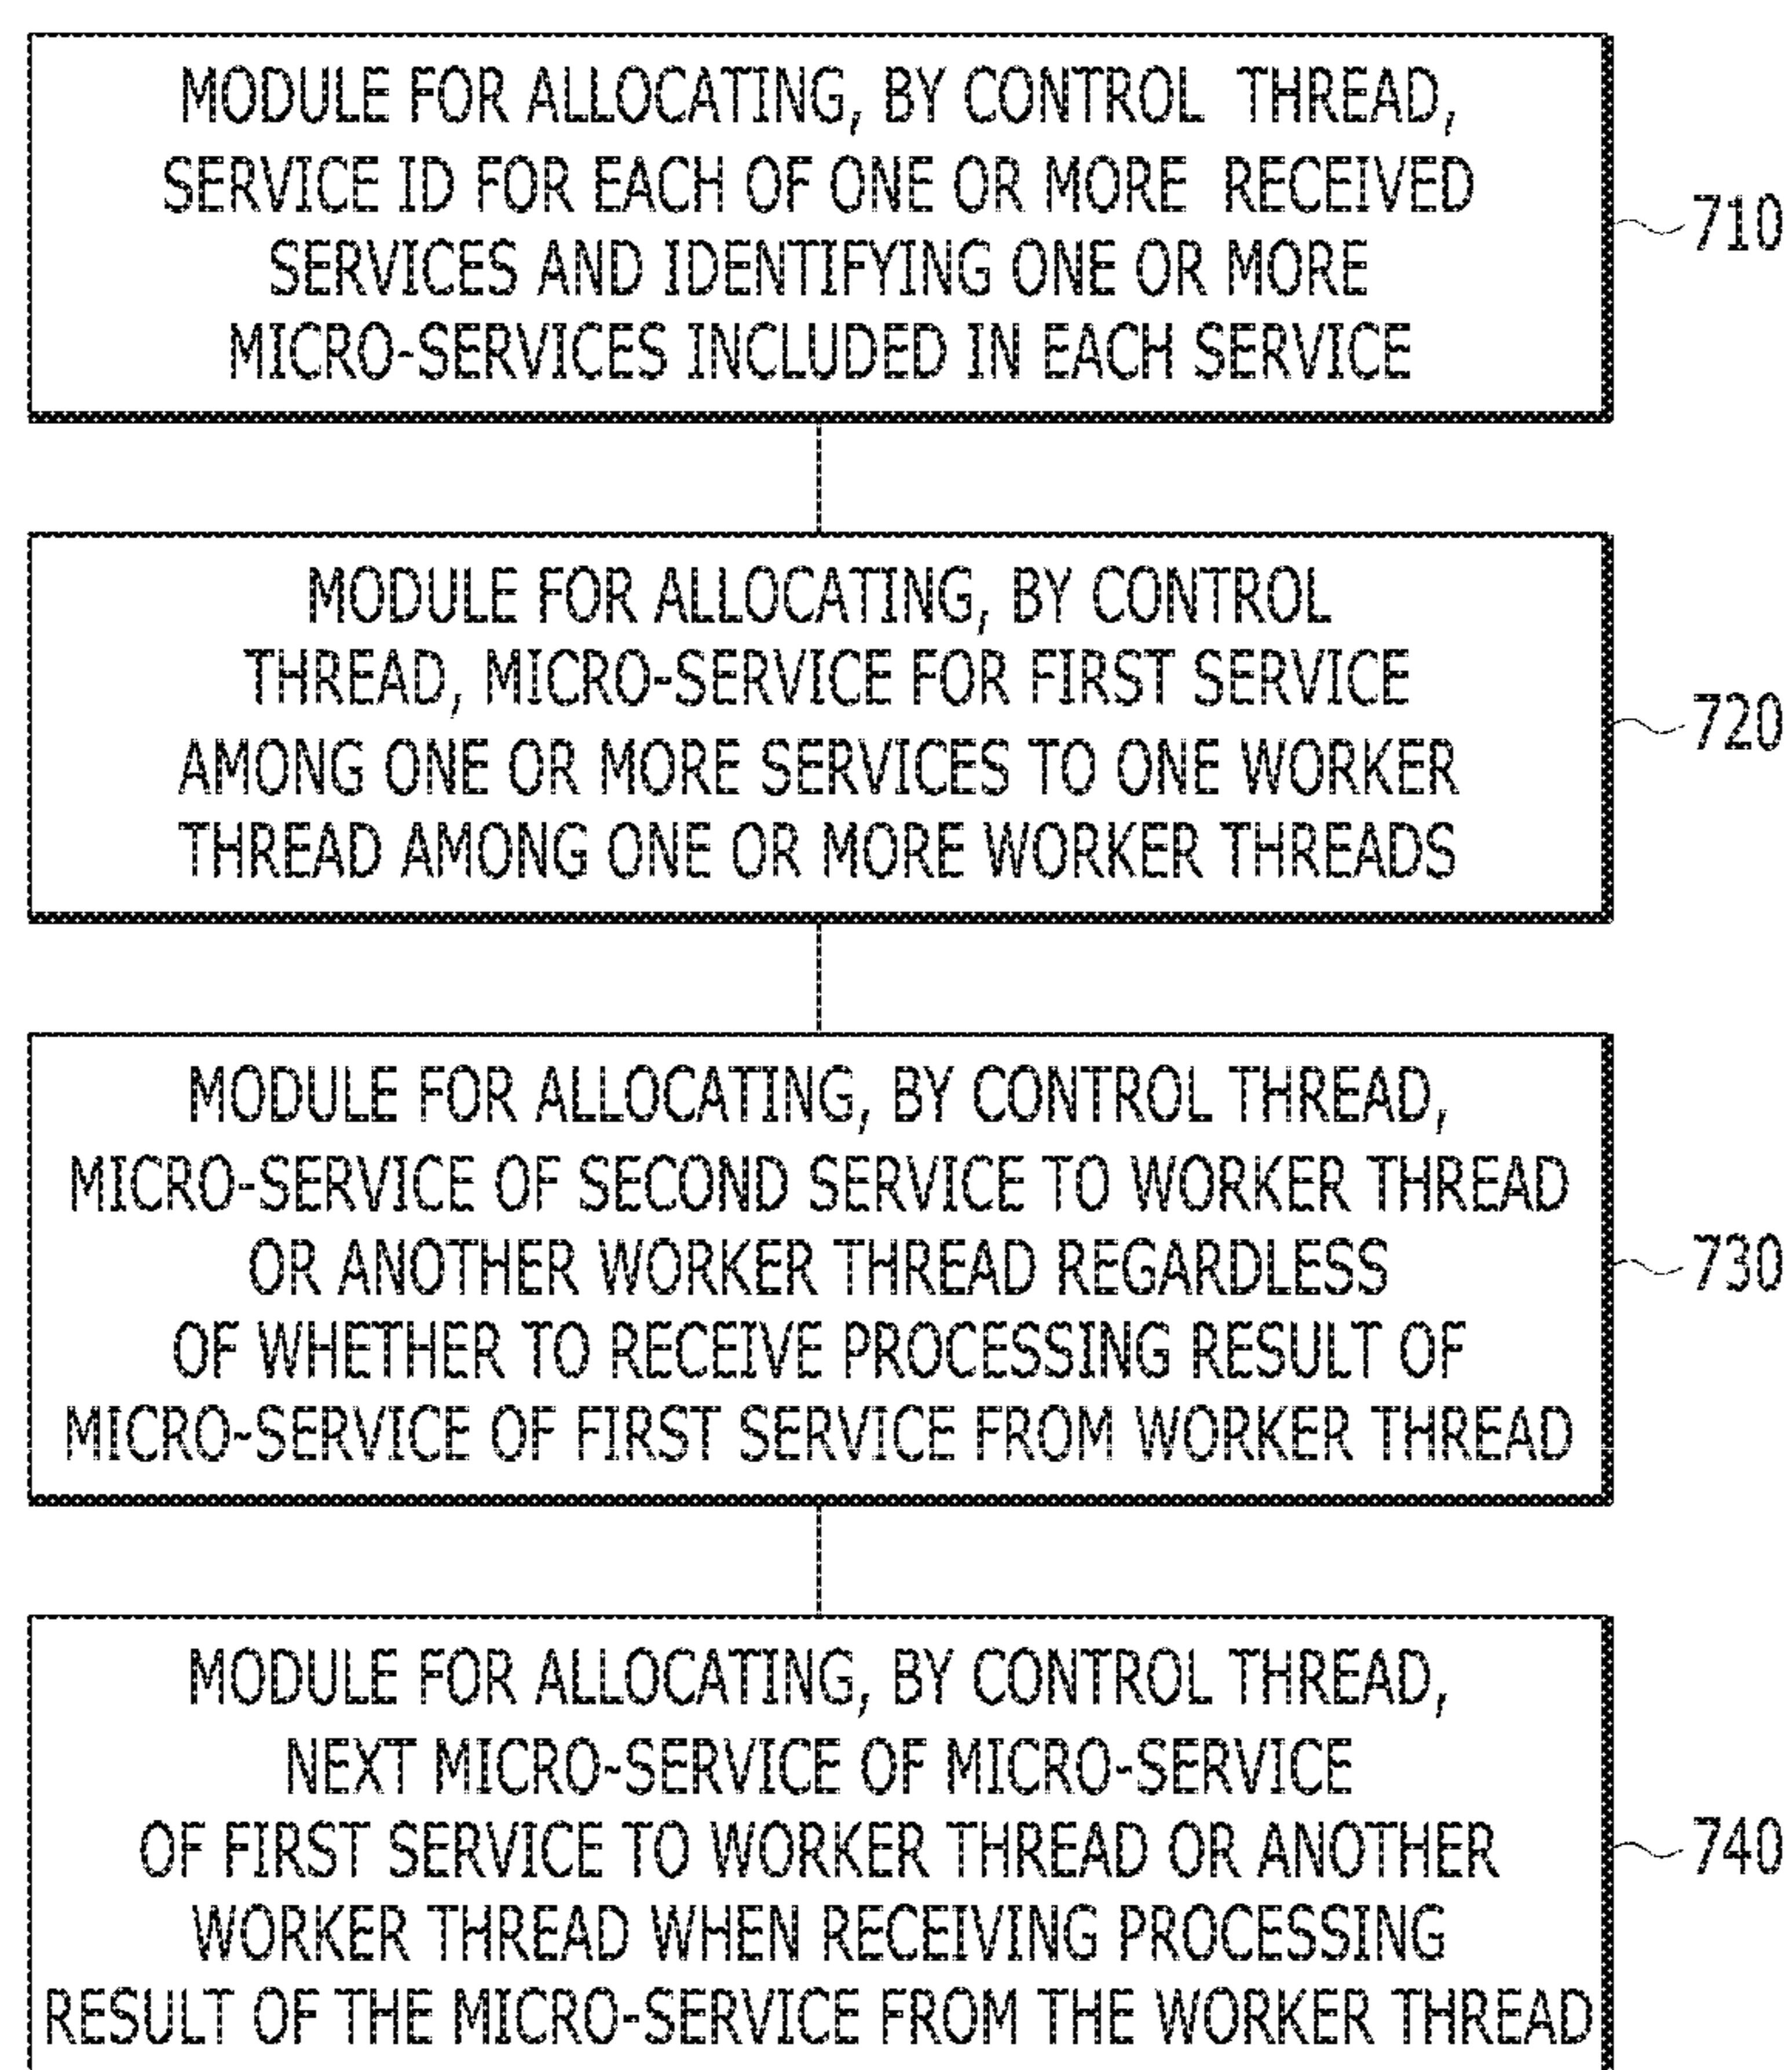 MODULE FOR ALLOCATING, BY CONTROL THREAD,
SERVICE ID FOR EACH OF ONE OR MORE RECEIVED
SERVICES AND IDENTIFYING ONE OR MORE
MICRO-SERVICES INCLUDED IN EACH SERVICE
710
MODULE FOR ALLOCATING, BY CONTROL
THREAD, MICRO-SERVICE FOR FIRST SERVICE
AMONG ONE OR MORE SERVICES TO ONE WORKER
THREAD AMONG ONE OR MORE WORKER THREADS
720
MODULE FOR ALLOCATING, BY CONTROL THREAD,
MICRO-SERVICE OF SECOND SERVICE TO WORKER THREAD
OR ANOTHER WORKER THREAD REGARDLESS
OF WHETHER TO RECEIVE PROCESSING RESULT OF
MICRO-SERVICE OF FIRST SERVICE FROM WORKER THREAD
730
MODULE FOR ALLOCATING, BY CONTROL THREAD,
NEXT MICRO-SERVICE OF MICRO-SERVICE
OF FIRST SERVICE TO WORKER THREAD OR ANOTHER
WORKER THREAD WHEN RECEIVING PROCESSING
RESULT OF THE MICRO-SERVICE FROM THE WORKER THREAD
740